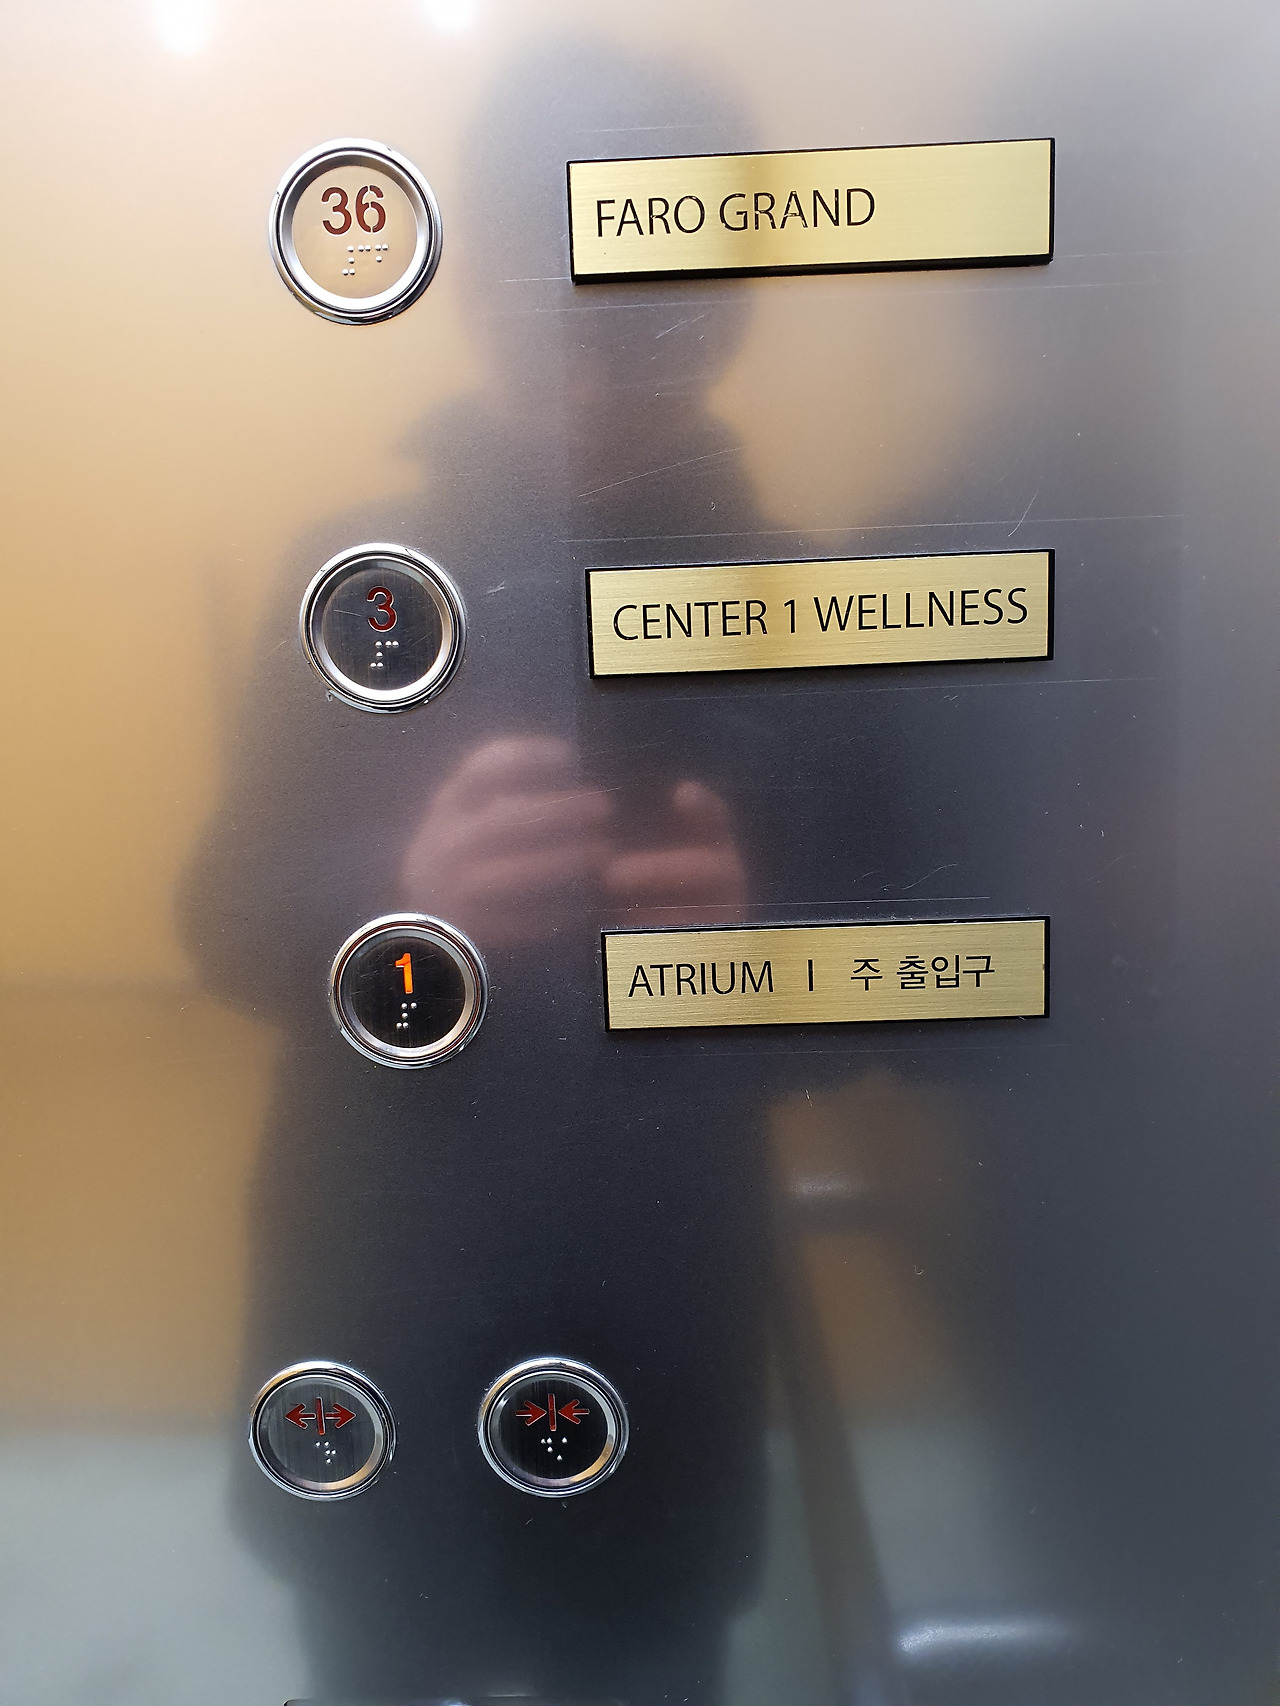 36 FARO GRAND
3 CENTER 1 WELLNESS
1 ATRIUM | 주 출입구